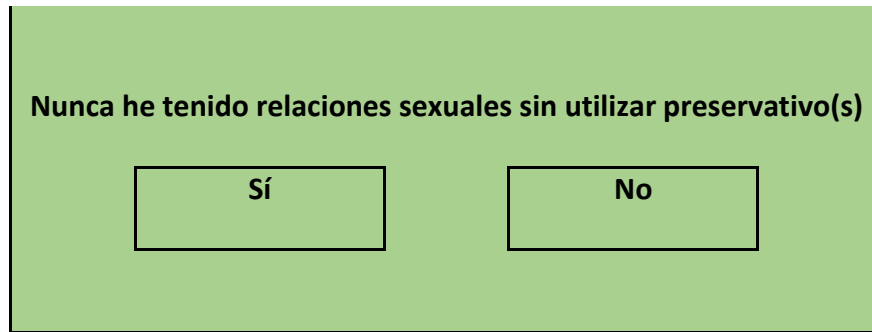 Nunca he tenido relaciones sexuales sin utilizar preservativo(s)
Sí
No